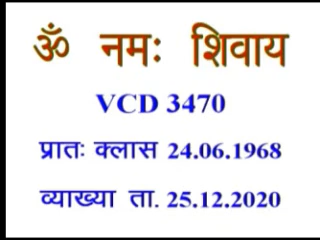 ॐ नमः शिवाय
VCD 3470
प्रातः क्लास 24.06.1968
व्याख्या ता. 25.12.2020